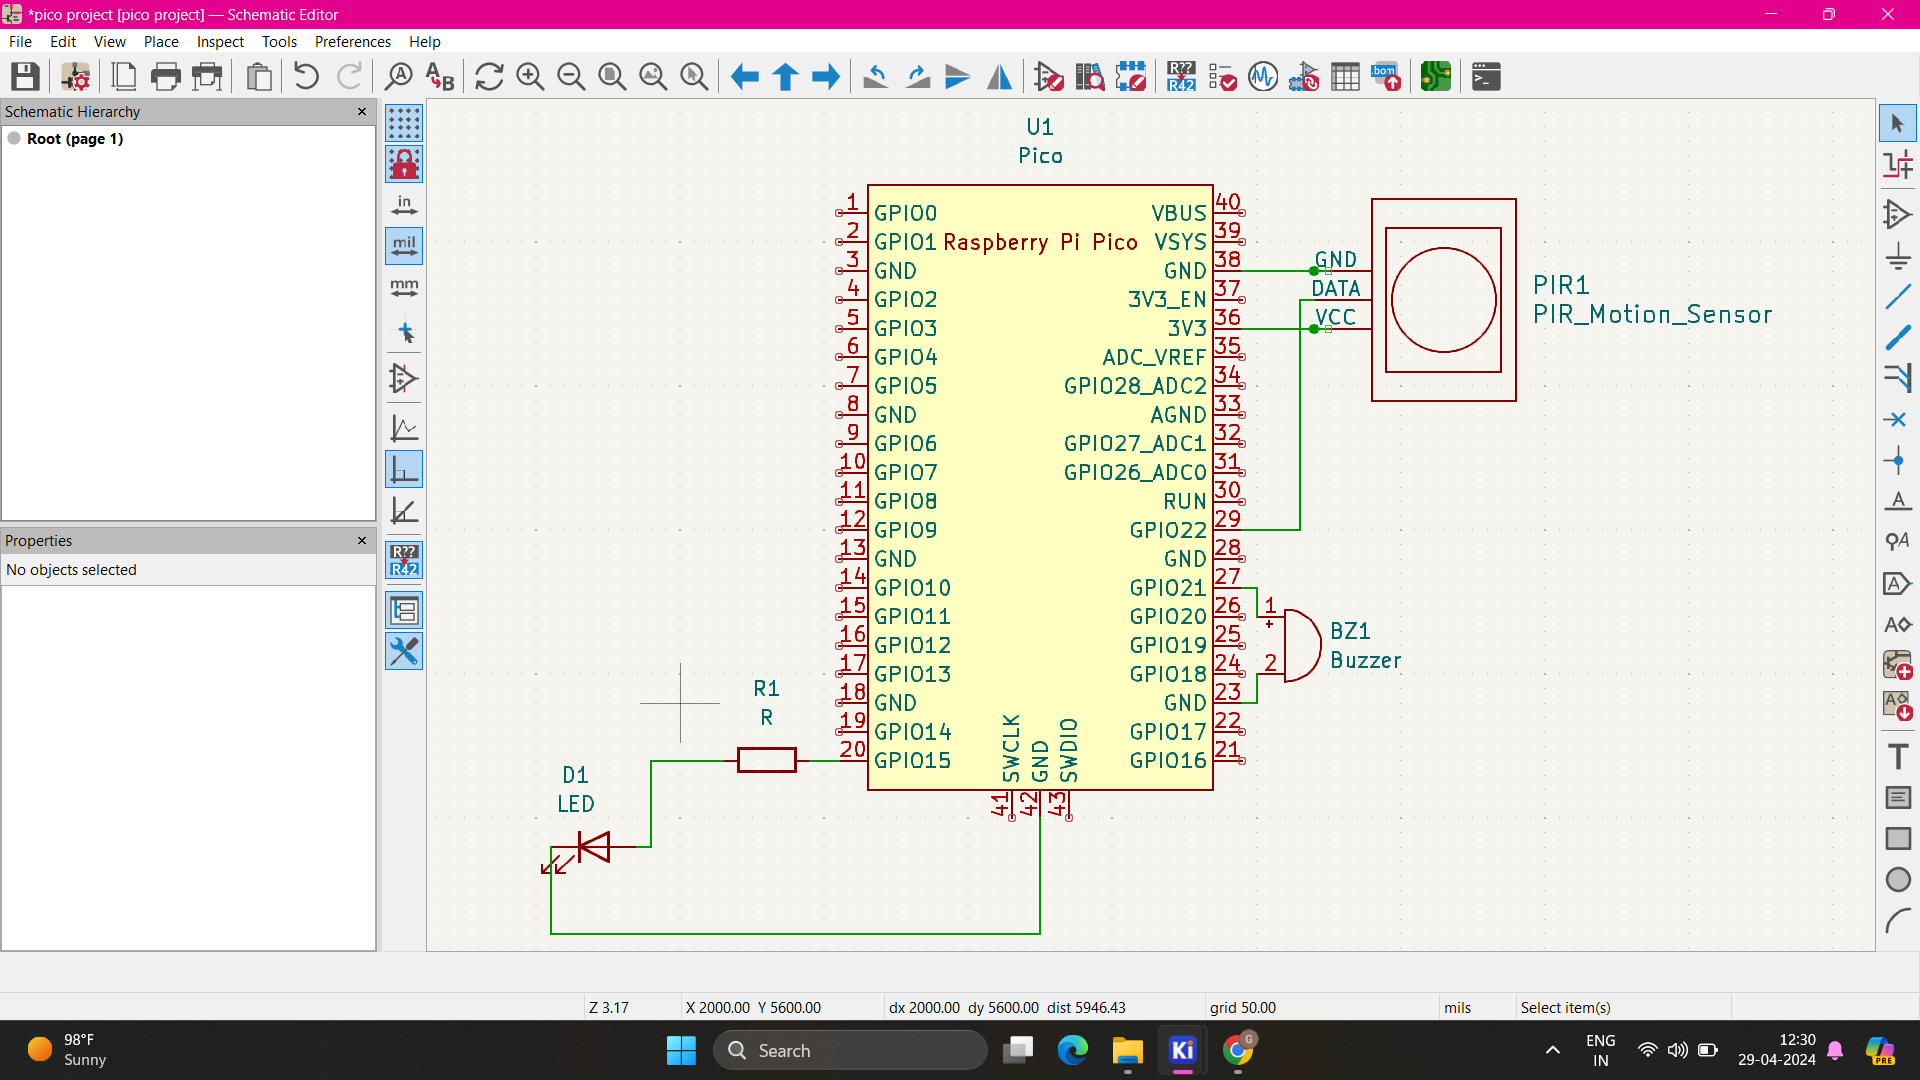 *pico project [pico project] — Schematic Editor
File Edit View Place Inspect Tools Preferences Help
A
B
R??
R42
bom
Schematic Hierarchy
Root (page 1)
Properties
No objects selected
in
mil
mm
R??
R42
U1
Pico
Raspberry Pi Pico
1 GPIO0
2 GPIO1
3 GND
4 GPIO2
5 GPIO3
6 GPIO4
7 GPIO5
8 GND
9 GPIO6
10 GPIO7
11 GPIO8
12 GPIO9
13 GND
14 GPIO10
15 GPIO11
16 GPIO12
17 GPIO13
18 GND
19 GPIO14
20 GPIO15
VBUS 40
VSYS 39
GND 38
3V3_EN 37
3V3 36
ADC_VREF 35
GPIO28_ADC2 34
AGND 33
GPIO27_ADC1 32
GPIO26_ADC0 31
RUN 30
GPIO22 29
GND 28
GPIO21 27
GPIO20 26
GPIO19 25
GPIO18 24
GND 23
GPIO17 22
GPIO16 21
SWCLK 41
GND 42
SWDIO 43
GND
DATA
VCC
PIR1
PIR_Motion_Sensor
1
+
2
BZ1
Buzzer
R1
R
D1
LED
A
A
A
A
A
T
Z 3.17 X 2000.00 Y 5600.00 dx 2000.00 dy 5600.00 dist 5946.43 grid 50.00 mils Select item(s)
98°F
Sunny
Search
Ki
G
ENG
IN
12:30
29-04-2024
PRE